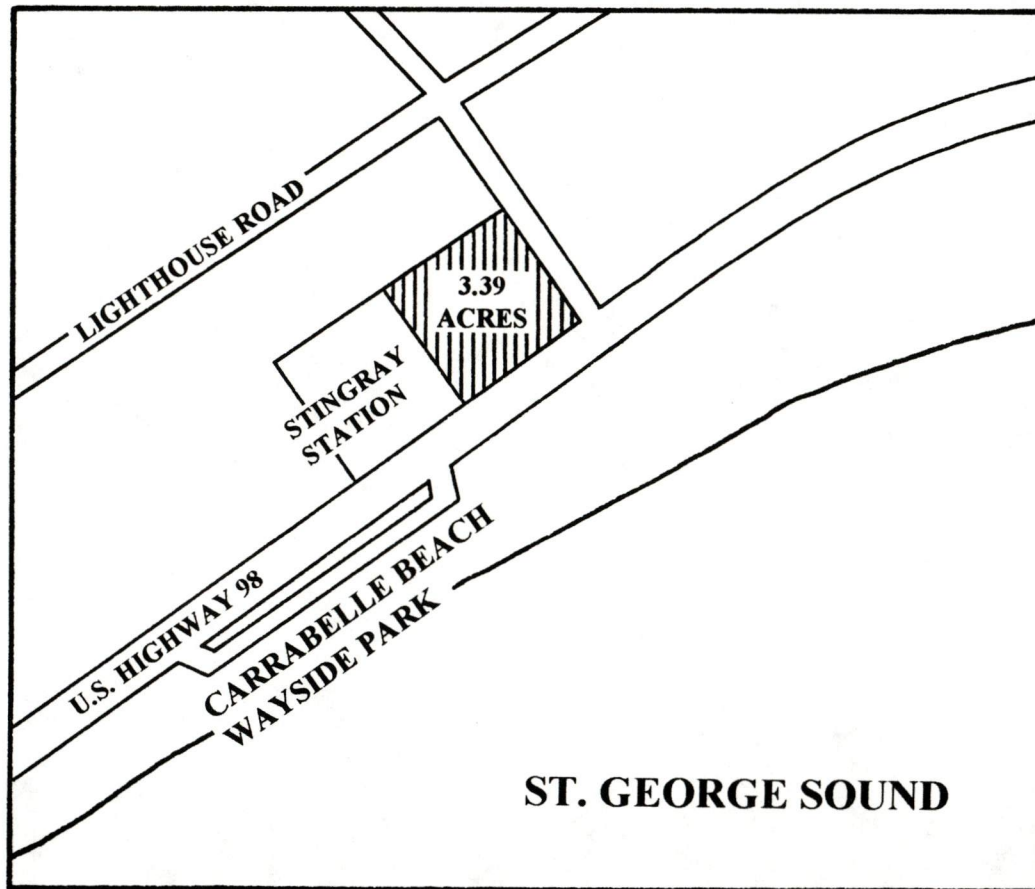 LIGHTHOUSE ROAD
3.39
ACRES
STINGRAY
STATION
U.S. HIGHWAY 98
CARRABELLE BEACH
WAYSIDE PARK
ST. GEORGE SOUND